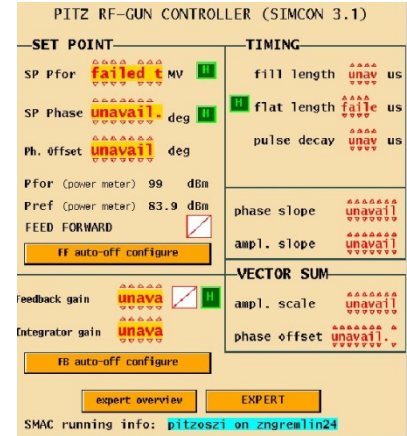 PITZ RF-GUN CONTROLLER (SIMCON 3.1)
SET POINT
SP Pfor failed t MV H
SP Phase unavail. deg H
Ph. Offset unavail deg
Pfor (power meter) 99 dBm
Pref (power meter) 83.9 dBm
FEED FORWARD
FF auto-off configure
Feedback gain unava H
Integrator gain unava
FB auto-off configure
TIMING
fill length unav us
H flat length faile us
pulse decay unav us
phase slope unavail
ampl. slope unavail
VECTOR SUM
ampl. scale unavail
phase offset unavail.
expert overview EXPERT
SMAC running info: pitzoszi on zngremlin24